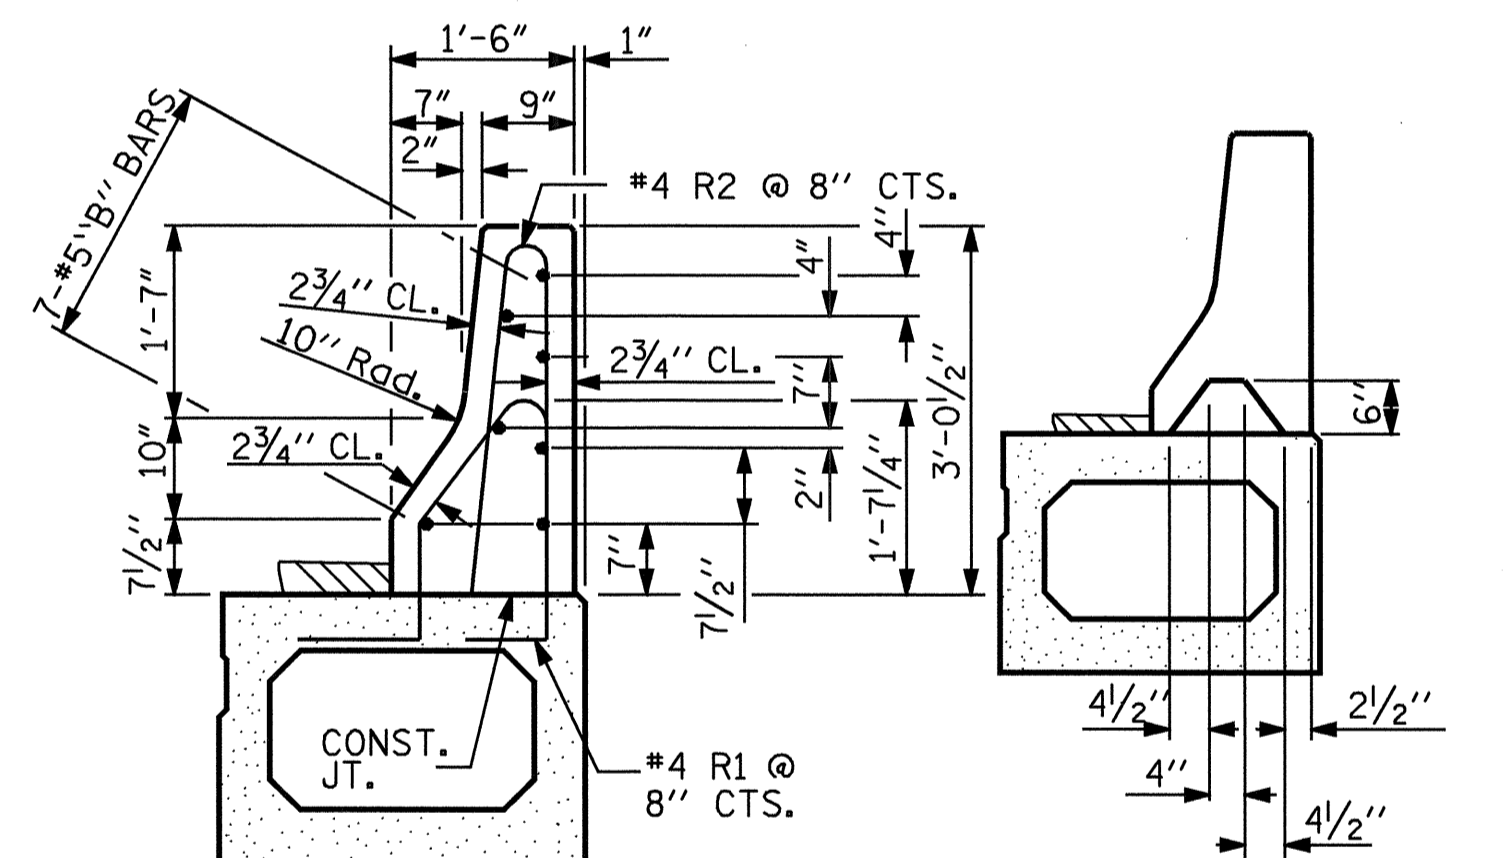 1'-6"
1"
7"
9"
2"
#4 R2 @ 8" CTS.
7-#5"B" BARS
4"
4"
2¾" CL.
1'-7"
10" Rad.
2¾" CL.
7"
3'-0½"
10"
2¾" CL.
2"
1'-7¼"
7½"
7"
7½"
CONST.
JT.
#4 R1 @
8" CTS.
6"
4½"
2½"
4"
4½"